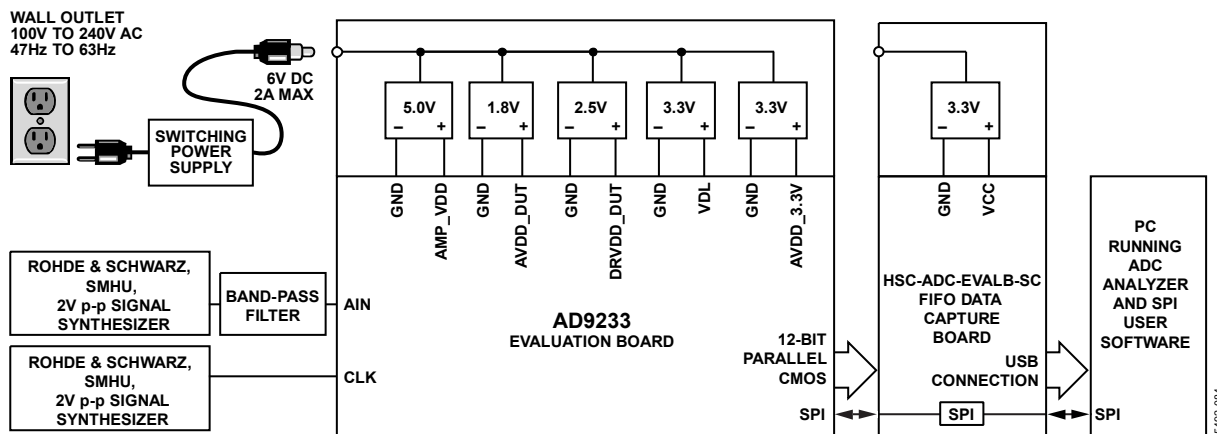 WALL OUTLET
100V TO 240V AC
47Hz TO 63Hz
6V DC
2A MAX
SWITCHING
POWER
SUPPLY
5.0V
1.8V
2.5V
3.3V
3.3V
3.3V
– +
– +
– +
– +
– +
– +
GND
AMP_VDD
GND
AVDD_DUT
GND
DRVDD_DUT
GND
VDL
GND
AVDD_3.3V
GND
VCC
ROHDE & SCHWARZ,
SMHU,
2V p-p SIGNAL
SYNTHESIZER
BAND-PASS
FILTER
AIN
ROHDE & SCHWARZ,
SMHU,
2V p-p SIGNAL
SYNTHESIZER
CLK
AD9233
EVALUATION BOARD
12-BIT
PARALLEL
CMOS
SPI
HSC-ADC-EVALB-SC
FIFO DATA
CAPTURE
BOARD
USB
CONNECTION
SPI
PC
RUNNING
ADC
ANALYZER
AND SPI
USER
SOFTWARE
SPI